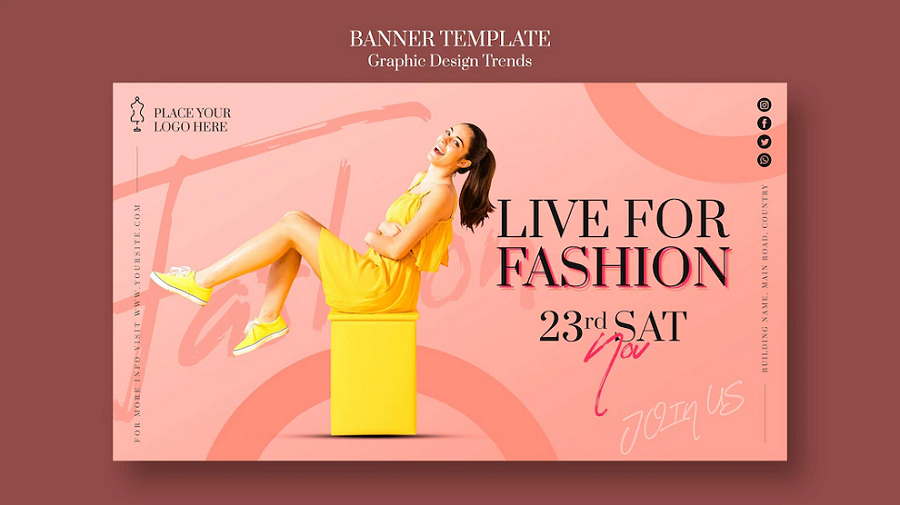 BANNER TEMPLATE
Graphic Design Trends
PLACE YOUR
LOGO HERE
Fashion
FOR MORE INFO VISIT WWW.YOURSITE.COM
LIVE FOR
FASHION
23rd SAT
Nov
JOIN US
BUILDING NAME, MAIN ROAD, COUNTRY